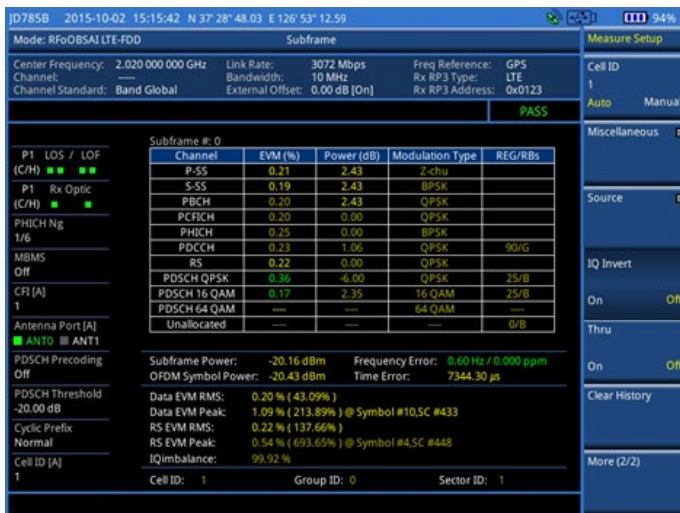 JD785B 2015-10-02 15:15:42 N 37° 28" 48.03 E 126° 53" 12.59 94%
Mode: RFoOBSAI LTE-FDD Subframe Measure Setup
Center Frequency: 2.020 000 000 GHz Link Rate: 3072 Mbps Freq Reference: GPS
Channel: ---- Bandwidth: 10 MHz Rx RP3 Type: LTE
Channel Standard: Band Global External Offset: 0.00 dB [On] Rx RP3 Address: 0x0123
PASS
Cell ID
1
Auto Manua
Miscellaneous
Source
IQ Invert
On Off
Thru
On Off
Clear History
More (2/2)
P1 LOS / LOF
(C/H)
P1 Rx Optic
(C/H)
PHICH Ng
1/6
MBMS
Off
CFI [A]
1
Antenna Port [A]
ANT0 ANT1
PDSCH Precoding
Off
PDSCH Threshold
-20.00 dB
Cyclic Prefix
Normal
Cell ID [A]
1
Subframe #: 0
Channel EVM (%) Power (dB) Modulation Type REG/RBs
P-SS 0.21 2.43 Z-chu
S-SS 0.19 2.43 BPSK
PBCH 0.20 2.43 QPSK
PCFICH 0.20 0.00 QPSK
PHICH 0.25 0.00 BPSK
PDCCH 0.23 1.06 QPSK 90/G
RS 0.22 0.00 QPSK
PDSCH QPSK 0.36 -6.00 QPSK 25/B
PDSCH 16 QAM 0.17 2.35 16 QAM 25/B
PDSCH 64 QAM ---- ---- 64 QAM ----
Unallocated ---- ---- ---- 0/B
Subframe Power: -20.16 dBm Frequency Error: 0.60 Hz / 0.000 ppm
OFDM Symbol Power: -20.43 dBm Time Error: 7344.30 µs
Data EVM RMS: 0.20 % ( 43.09% )
Data EVM Peak: 1.09 % ( 213.89% ) @ Symbol #10,SC #433
RS EVM RMS: 0.22 % ( 137.66% )
RS EVM Peak: 0.54 % ( 693.65% ) @ Symbol #4,SC #448
IQimbalance: 99.92 %
Cell ID: 1 Group ID: 0 Sector ID: 1